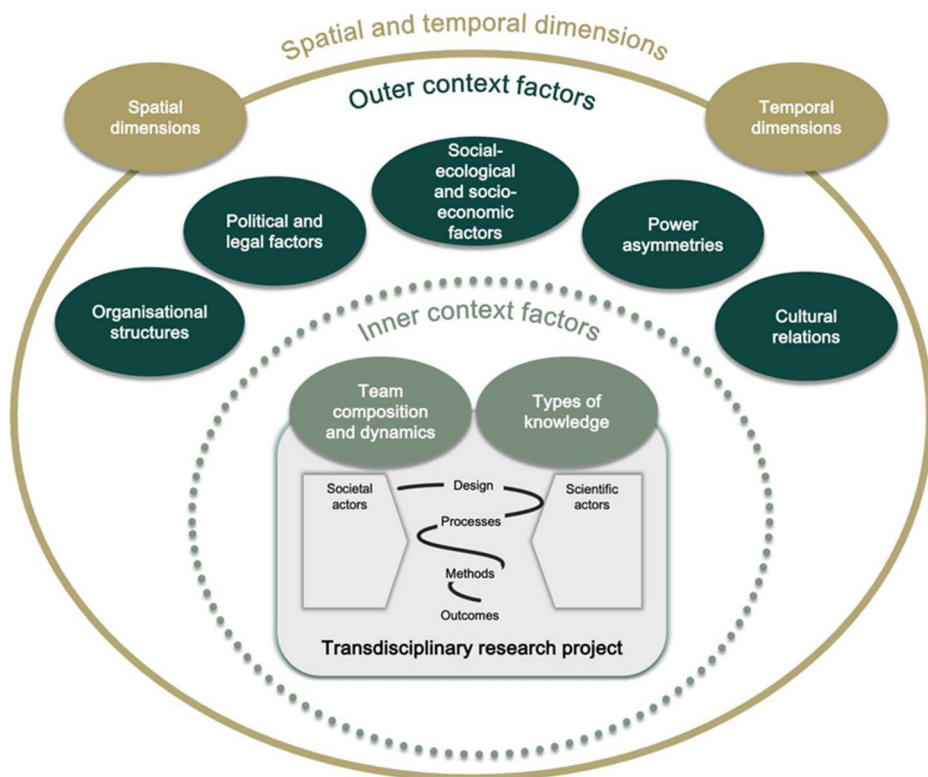 Spatial and temporal dimensions
Outer context factors
Spatial
dimensions
Temporal
dimensions
Social-
ecological
and socio-
economic
factors
Political and
legal factors
Power
asymmetries
Organisational
structures
Cultural
relations
Inner context factors
Team
composition
and dynamics
Types of
knowledge
Societal
actors
Design
Scientific
actors
Processes
Methods
Outcomes
Transdisciplinary research project